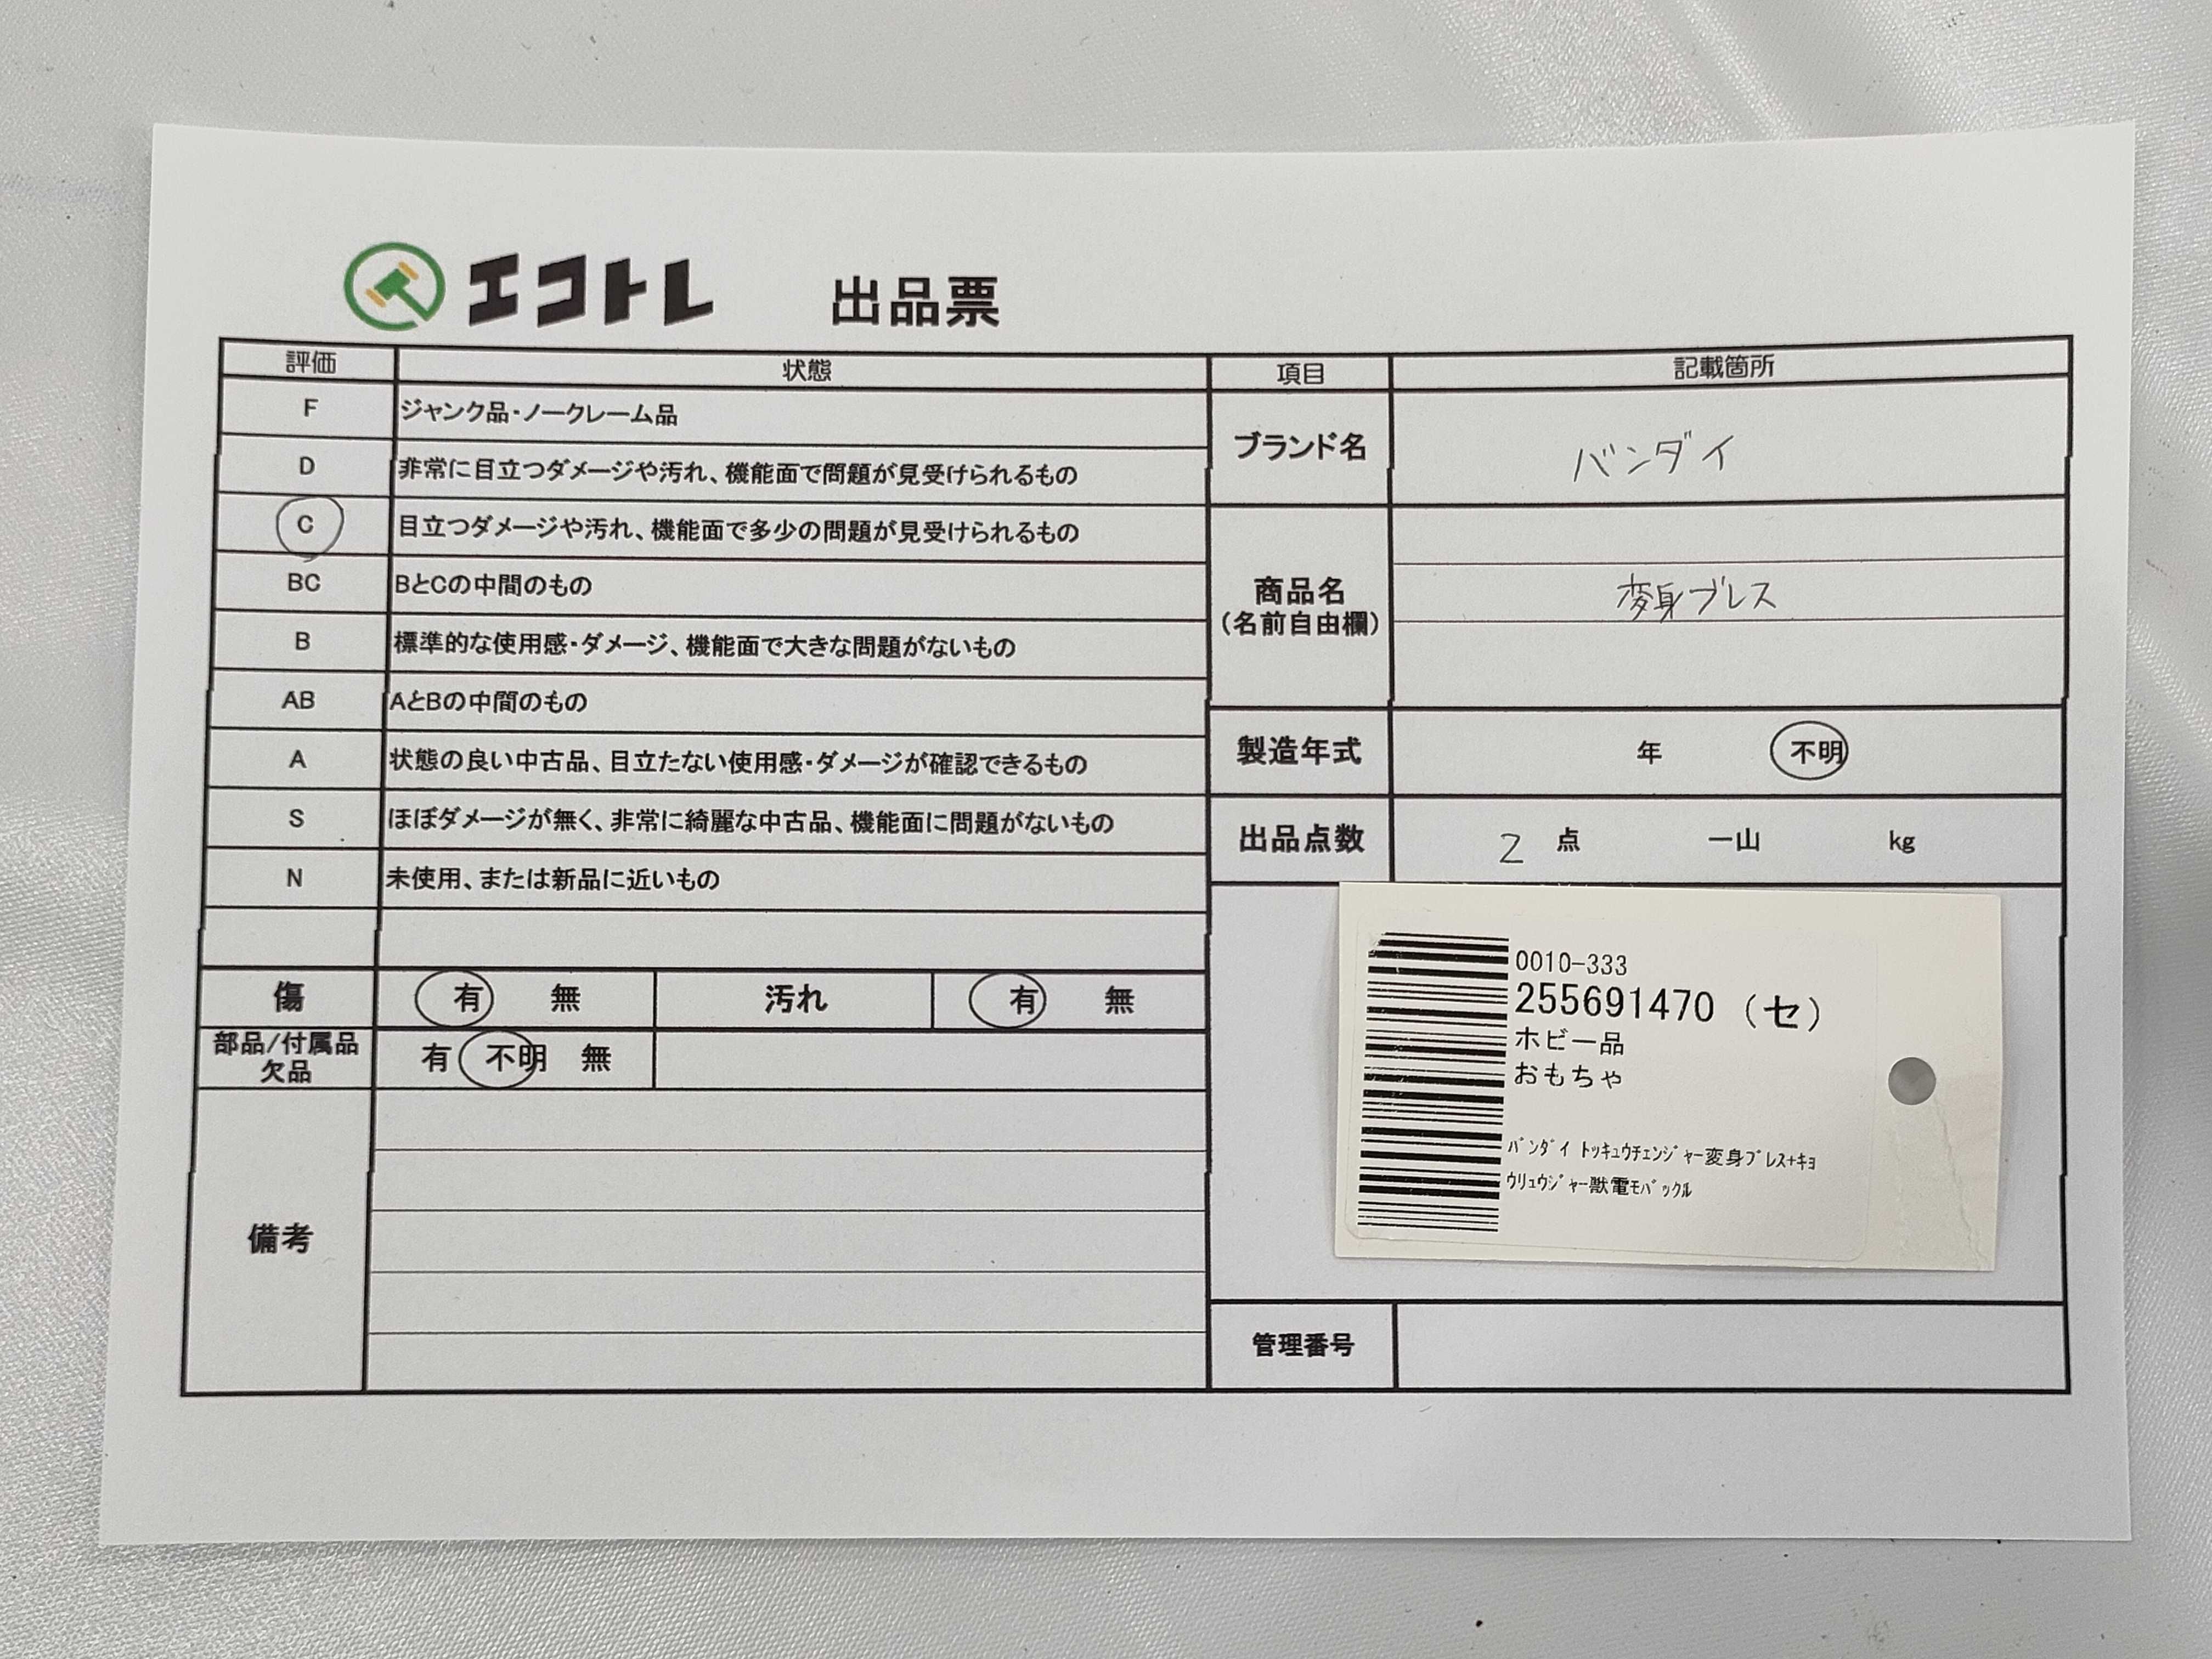 エコトレ 出品票
評価 状態
F ジャンク品・ノークレーム品
D 非常に目立つダメージや汚れ、機能面で問題が見受けられるもの
C 目立つダメージや汚れ、機能面で多少の問題が見受けられるもの
BC BとCの中間のもの
B 標準的な使用感・ダメージ、機能面で大きな問題がないもの
AB AとBの中間のもの
A 状態の良い中古品、目立たない使用感・ダメージが確認できるもの
S ほぼダメージが無く、非常に綺麗な中古品、機能面に問題がないもの
N 未使用、または新品に近いもの
傷 有 無 汚れ 有 無
部品/付属品
欠品
有 不明 無
備考
項目 記載箇所
ブランド名 バンダイ
商品名
(名前自由欄)
変身ブレス
製造年式 年 不明
出品点数 2 点 一山 kg
0010-333
255691470 (セ)
ホビー品
おもちゃ
ﾊﾞﾝﾀﾞｲ ﾄｯｷｭｳﾁｪﾝｼﾞｬｰ変身ﾌﾞﾚｽ+ｷｮ
ｳﾘｭｳｼﾞｬｰ獣電ﾓﾊﾞｯｸﾙ
管理番号